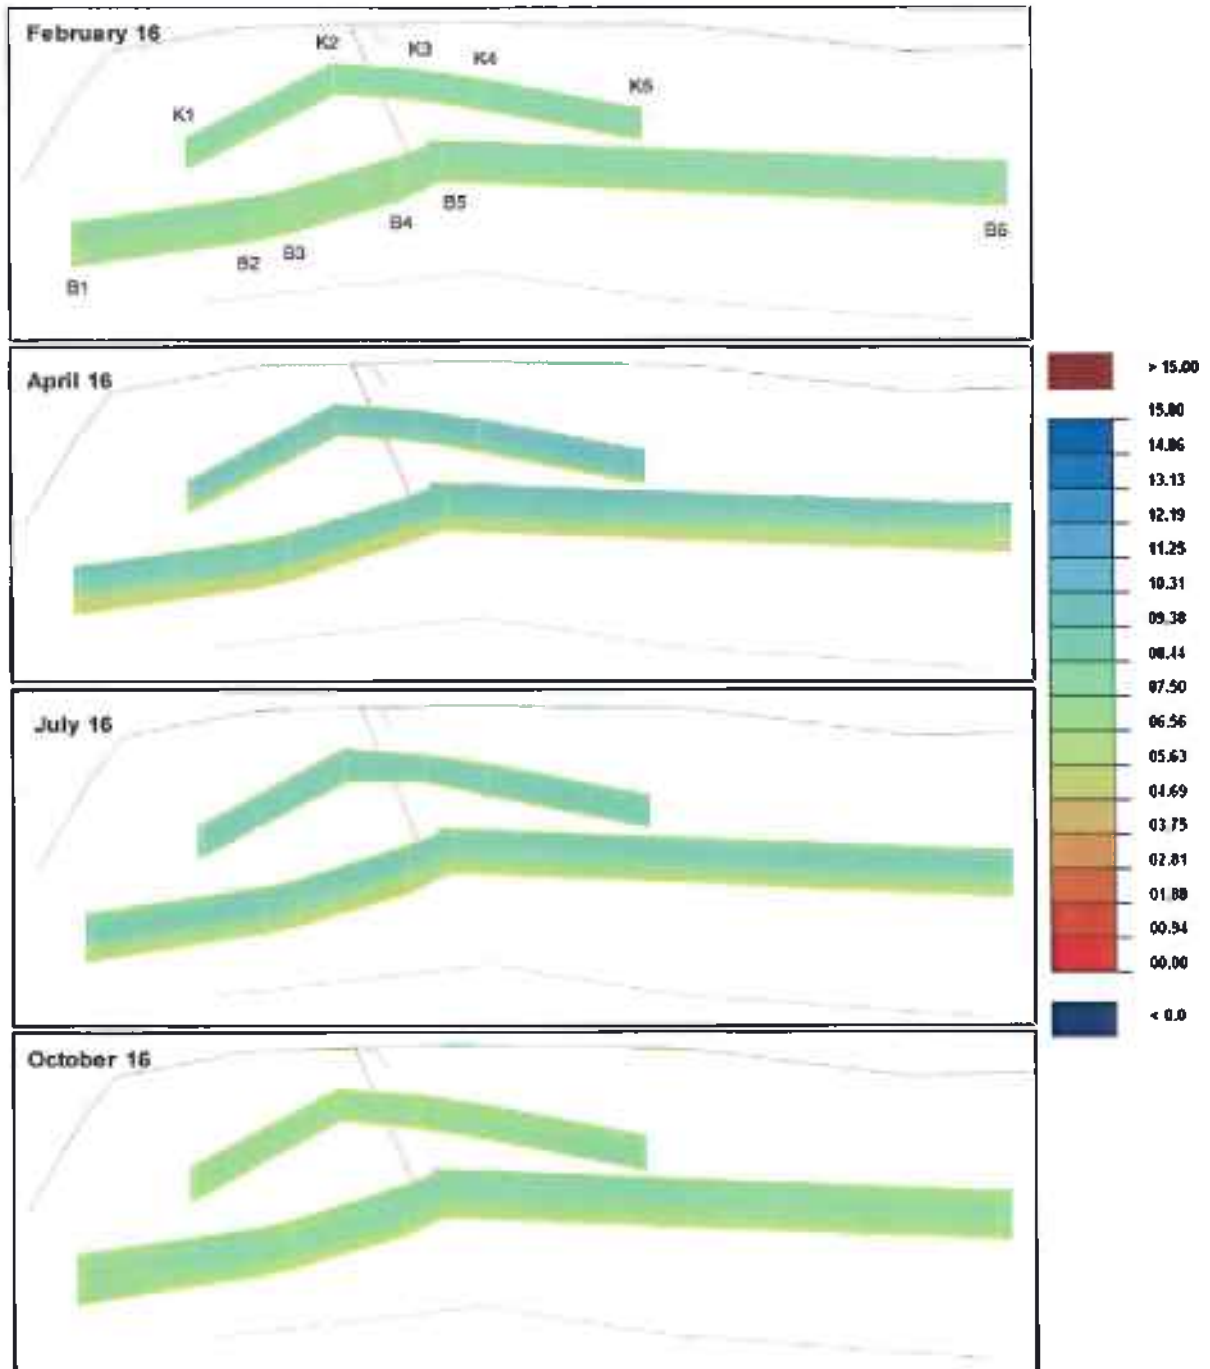 February 16
K2
K3
K4
K5
K1
B5
B4
B6
B3
B2
B1
April 16
> 15.00
15.00
14.06
13.13
12.19
11.25
10.31
09.38
08.44
07.50
06.56
05.63
04.69
03.75
02.81
01.88
00.94
00.00
< 0.0
July 16
October 16